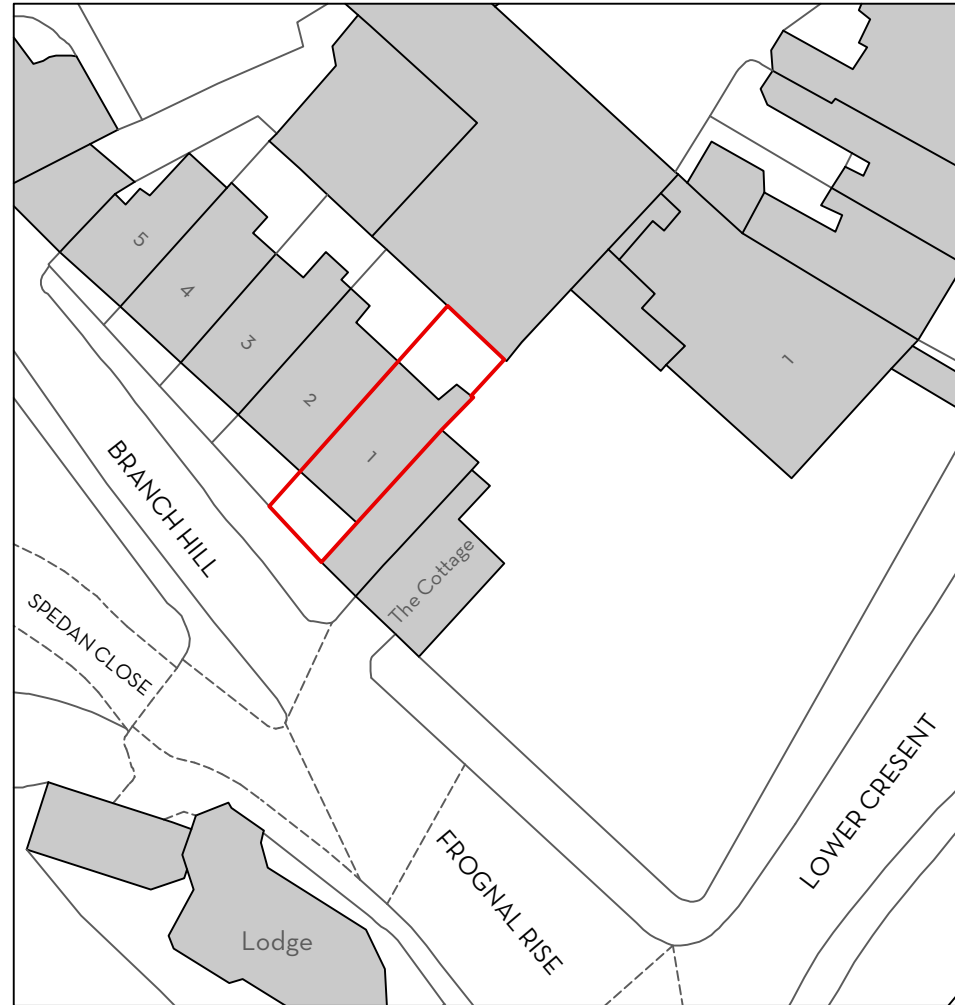 5
4
3
2
1
1
BRANCH HILL
The Cottage
SPEDAN CLOSE
LOWER CRESENT
FROGNAL RISE
Lodge